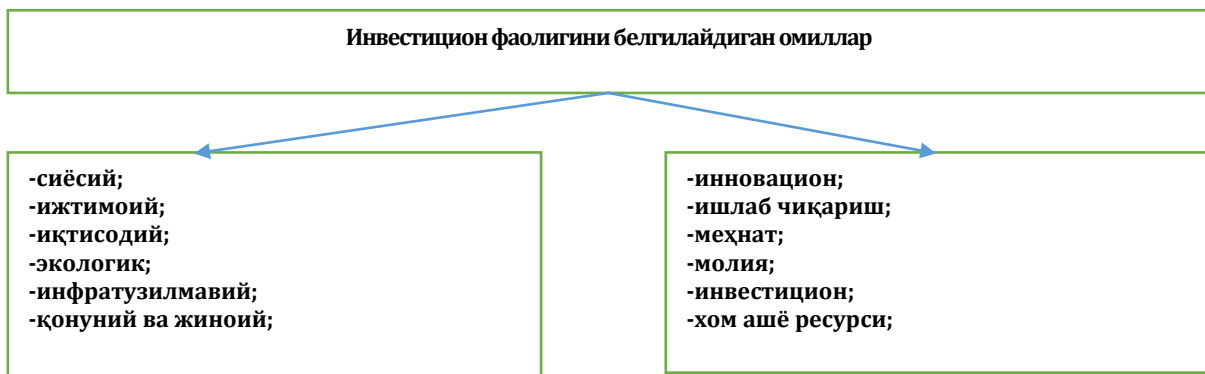 Инвестицион фаолигини белгилайдиган омиллар
-сиёсий;
-ижтимоий;
-иқтисодий;
-экологик;
-инфратузилмавий;
-қонуний ва жиноий;
-инновацион;
-ишлаб чиқариш;
-меҳнат;
-молия;
-инвестицион;
-хом ашё ресурси;